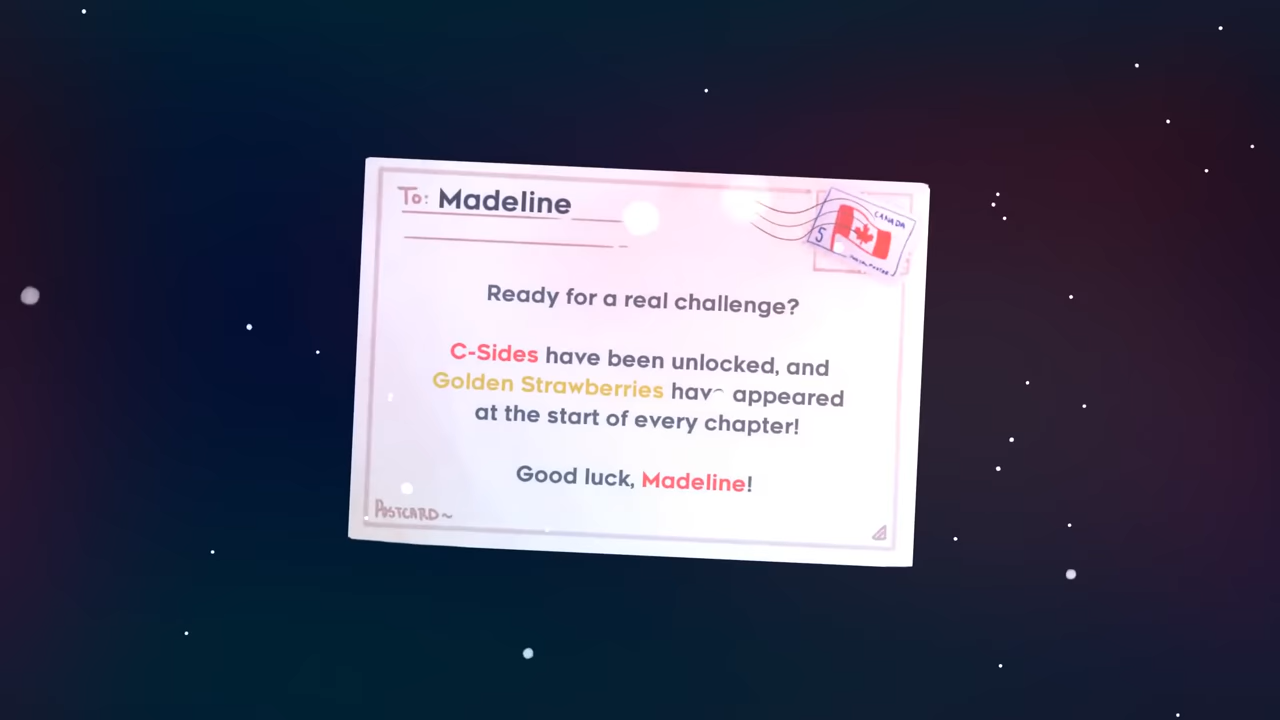 To: Madeline
CANADA
5
Ready for a real challenge?
C-Sides have been unlocked, and
Golden Strawberries hav appeared
at the start of every chapter!
Good luck, Madeline!
POSTCARD~